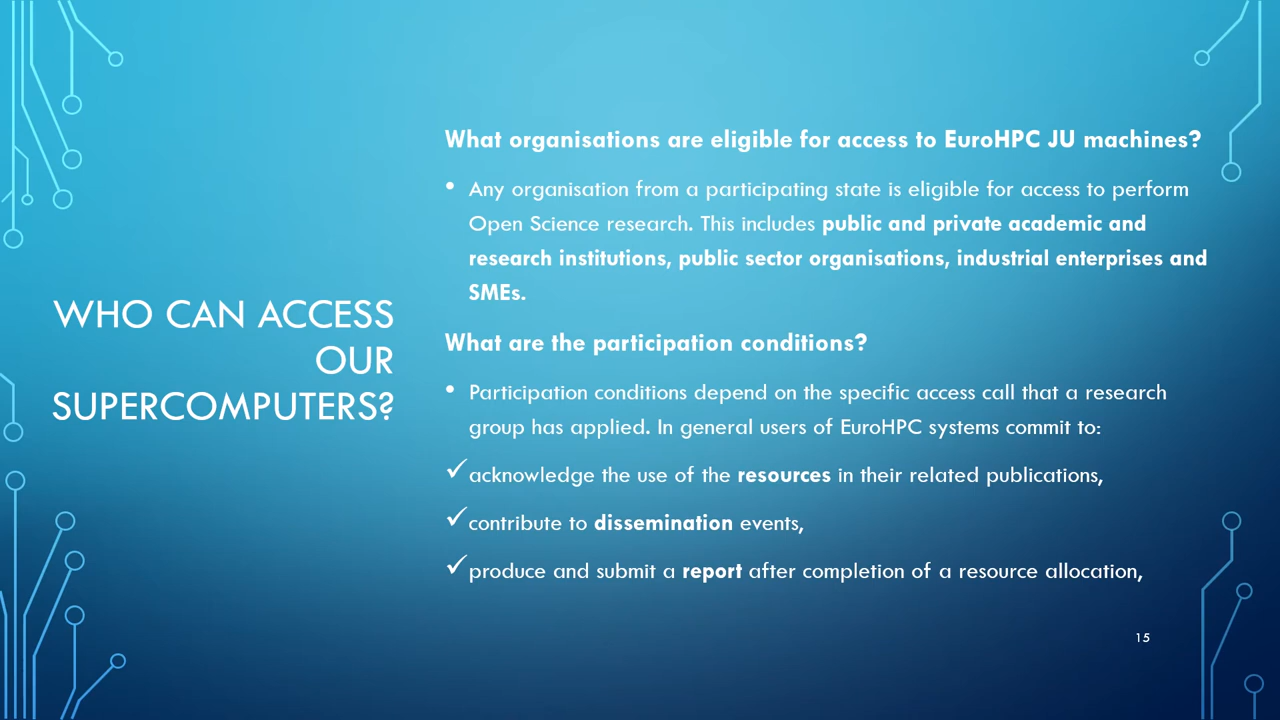 WHO CAN ACCESS
OUR
SUPERCOMPUTERS?
What organisations are eligible for access to EuroHPC JU machines?
• Any organisation from a participating state is eligible for access to perform
Open Science research. This includes public and private academic and
research institutions, public sector organisations, industrial enterprises and
SMEs.
What are the participation conditions?
• Participation conditions depend on the specific access call that a research
group has applied. In general users of EuroHPC systems commit to:
✓acknowledge the use of the resources in their related publications,
✓contribute to dissemination events,
✓produce and submit a report after completion of a resource allocation,
15